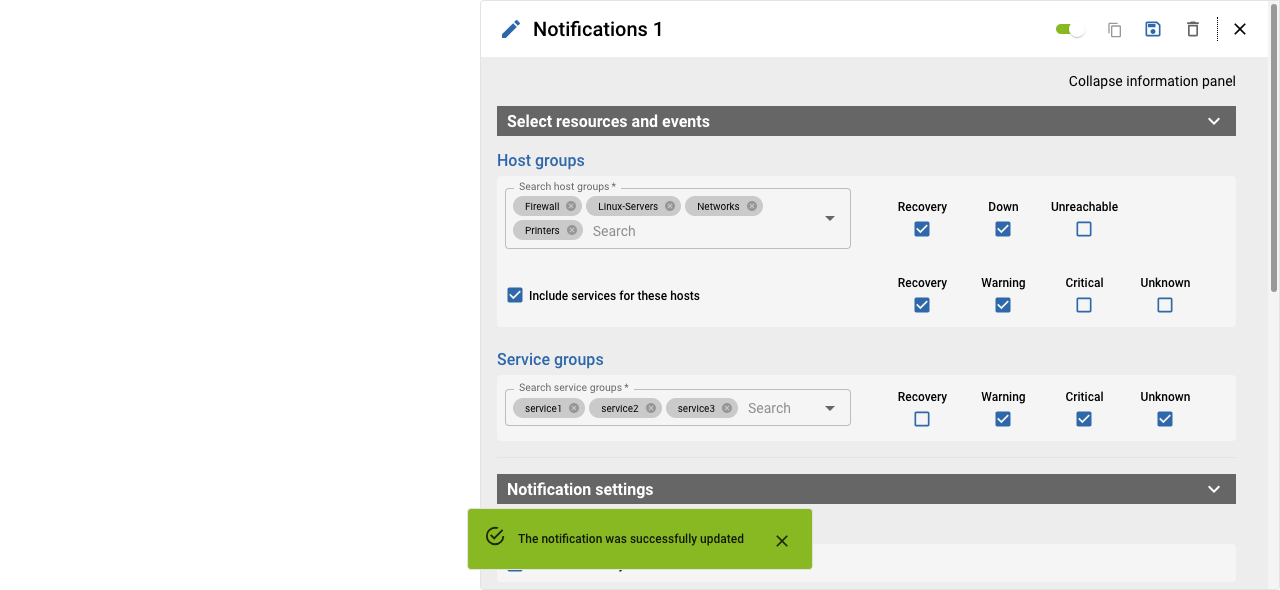 Notifications 1
Collapse information panel
Select resources and events
Host groups
Search host groups *
Firewall Linux-Servers Networks
Printers Search
Recovery Down Unreachable
Include services for these hosts
Recovery Warning Critical Unknown
Service groups
Search service groups *
service1 service2 service3 Search
Recovery Warning Critical Unknown
Notification settings
The notification was successfully updated